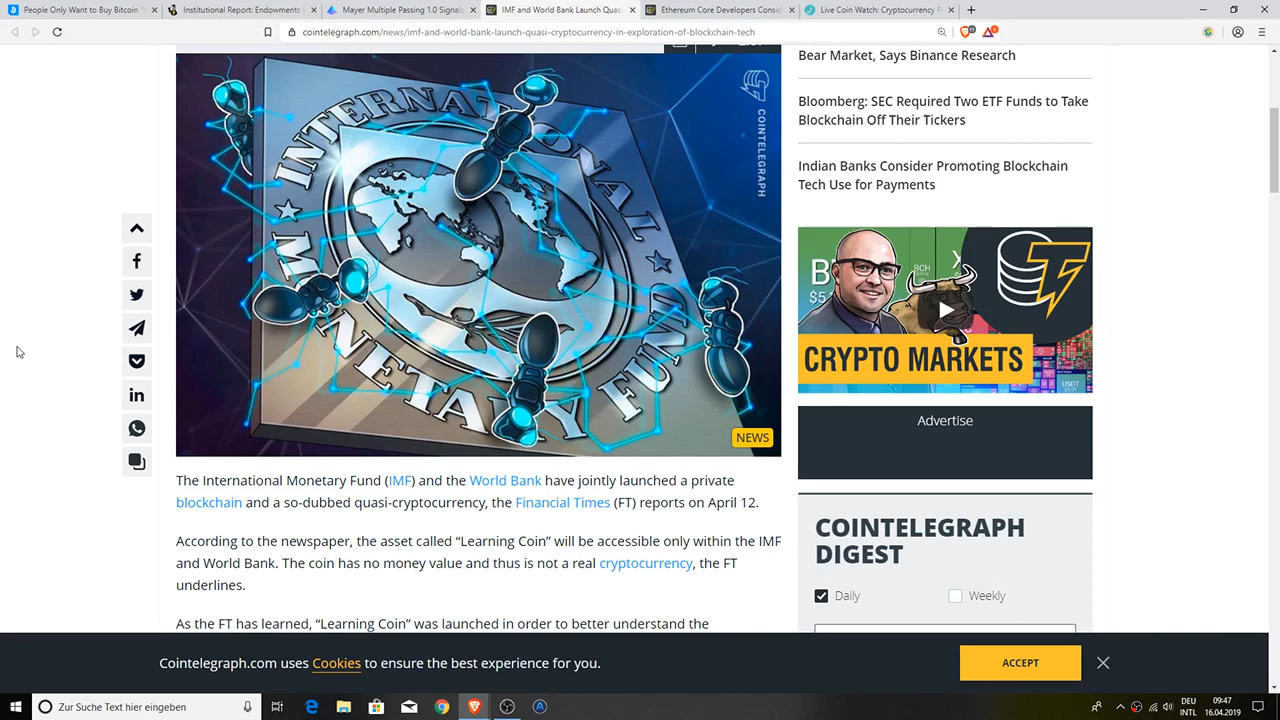 People Only Want to Buy Bitcoin "
Institutional Report: Endowments
Mayer Multiple Passing 1.0 Signals
IMF and World Bank Launch Quas
Ethereum Core Developers Consid
Live Coin Watch: Cryptocurrency P
cointelegraph.com/news/imf-and-world-bank-launch-quasi-cryptocurrency-in-exploration-of-blockchain-tech
INTERNATIONAL MONETARY FUND
COINTELEGRAPH
NEWS
The International Monetary Fund (IMF) and the World Bank have jointly launched a private
blockchain and a so-dubbed quasi-cryptocurrency, the Financial Times (FT) reports on April 12.
According to the newspaper, the asset called “Learning Coin” will be accessible only within the IMF
and World Bank. The coin has no money value and thus is not a real cryptocurrency, the FT
underlines.
As the FT has learned, “Learning Coin” was launched in order to better understand the
Bear Market, Says Binance Research
Bloomberg: SEC Required Two ETF Funds to Take
Blockchain Off Their Tickers
Indian Banks Consider Promoting Blockchain
Tech Use for Payments
BCH
USDT
CRYPTO MARKETS
Advertise
COINTELEGRAPH
DIGEST
Daily
Weekly
Cointelegraph.com uses Cookies to ensure the best experience for you.
ACCEPT
Zur Suche Text hier eingeben
DEU
INTL
09:47
16.04.2019